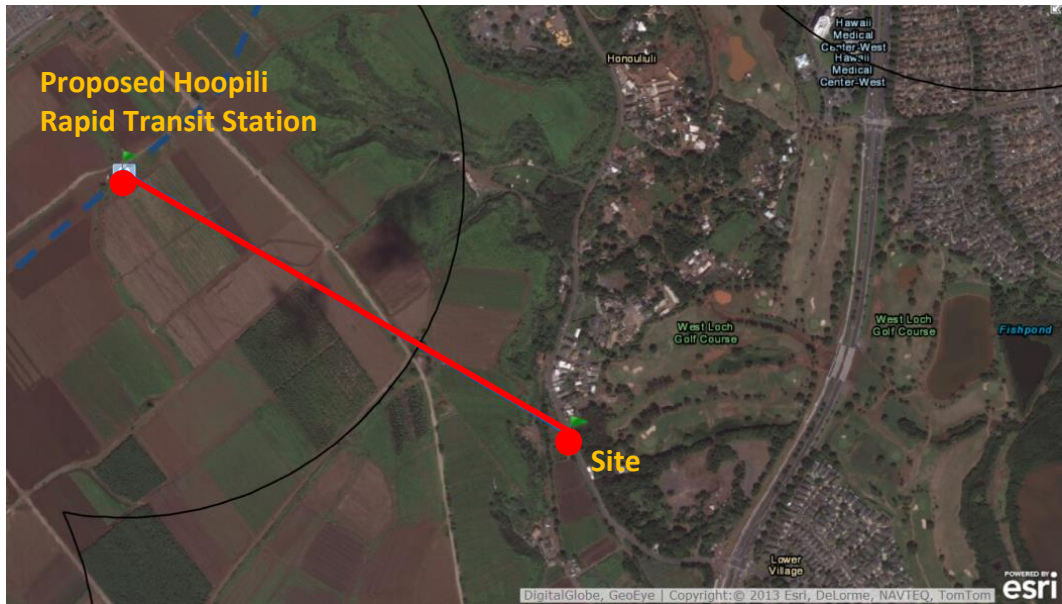 Proposed Hoopili
Rapid Transit Station
Honouliuli
Hawaii
Medical
Center-West
Hawaii
Medical
Center-West
West Loch
Golf Course
West Loch
Golf Course
Fishpond
Site
Lower
Village
POWERED BY
esri
DigitalGlobe, GeoEye | Copyright:© 2013 Esri, DeLorme, NAVTEQ, TomTom